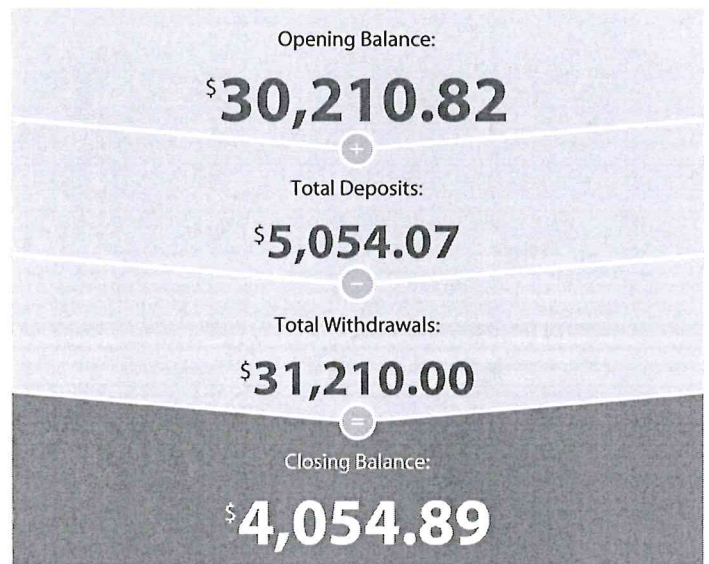 Opening Balance:
$30,210.82
+
Total Deposits:
$5,054.07
−
Total Withdrawals:
$31,210.00
=
Closing Balance:
$4,054.89